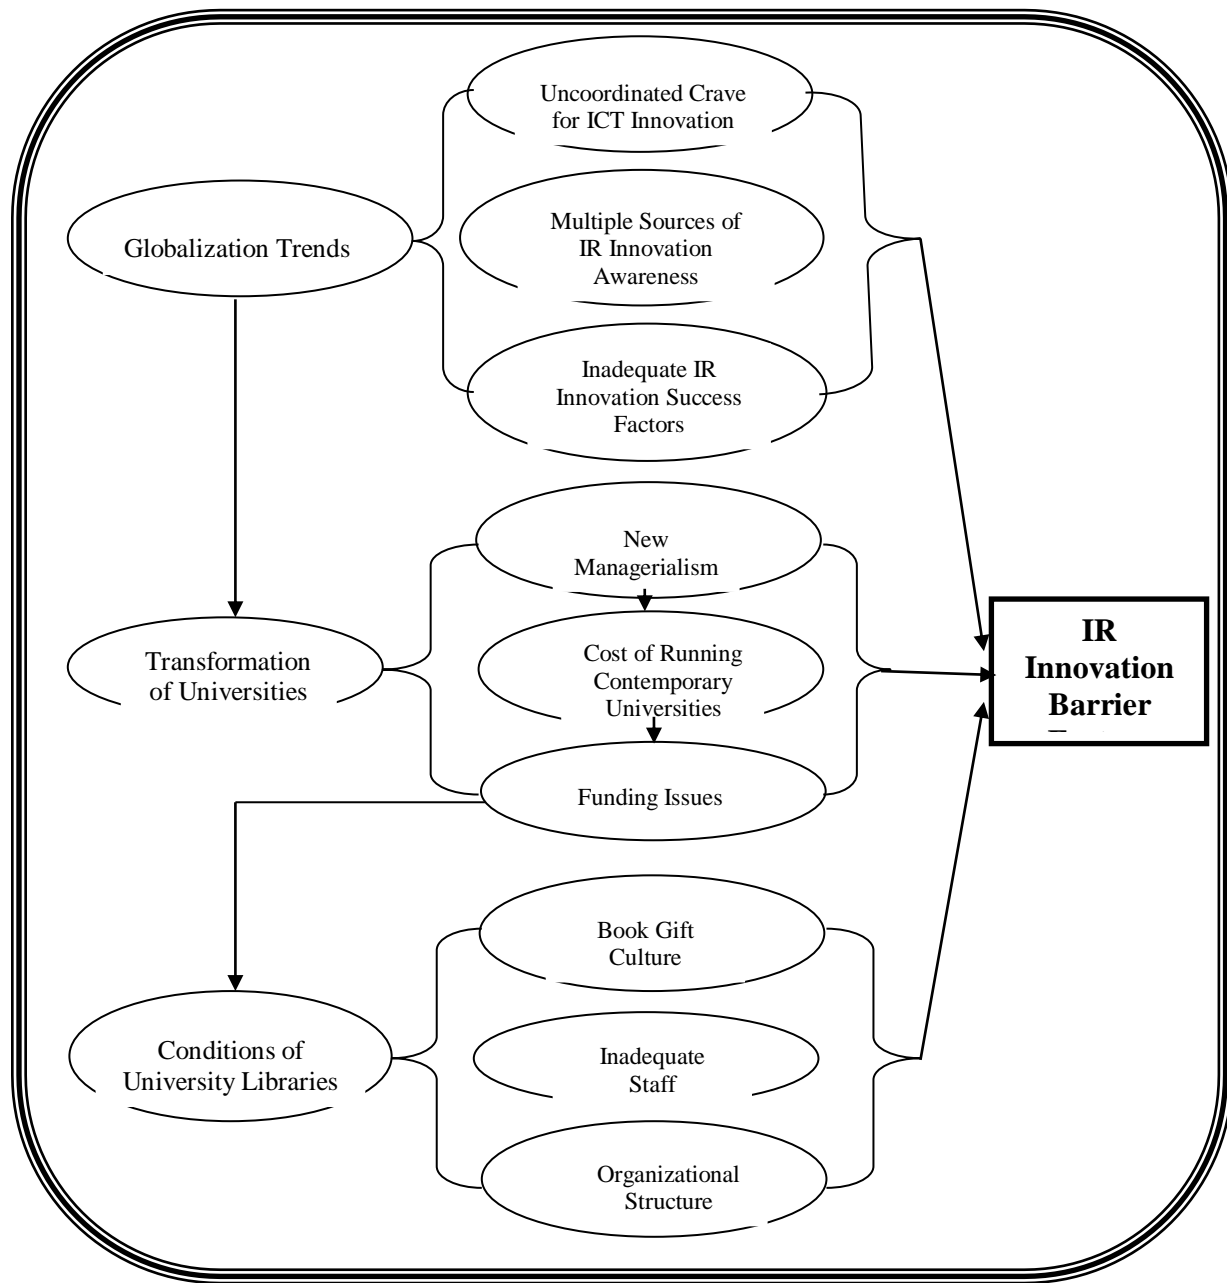 Uncoordinated Crave
for ICT Innovation
Globalization Trends
Multiple Sources of
IR Innovation
Awareness
Inadequate IR
Innovation Success
Factors
New
Managerialism
Transformation
of Universities
Cost of Running
Contemporary
Universities
Funding Issues
IR
Innovation
Barrier
Book Gift
Culture
Conditions of
University Libraries
Inadequate
Staff
Organizational
Structure